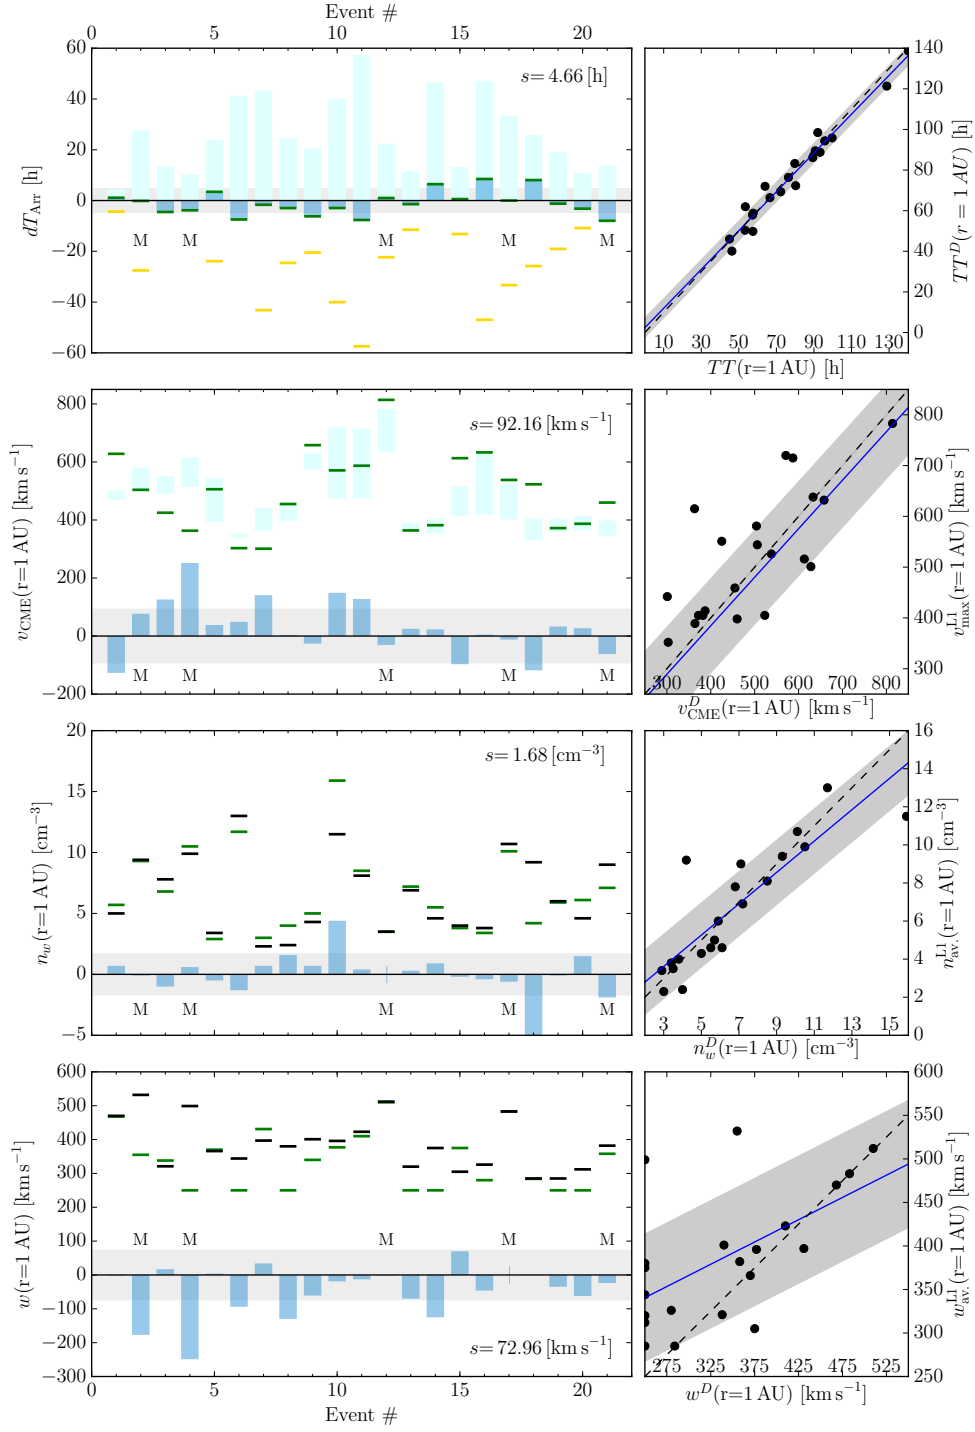 Event #
0 5 10 15 20
60
40
20
0
−20
−40
−60
dT_Arr [h]
s=4.66 [h]
M M M M M
140
120
100
80
60
40
20
0
TT^D(r=1 AU) [h]
10 30 50 70 90 110 130
TT(r=1 AU) [h]
800
600
400
200
0
−200
v_CME(r=1 AU) [km s^−1]
s=92.16 [km s^−1]
M M M M M
800
700
600
500
400
300
v_max^L1(r=1 AU) [km s^−1]
300 400 500 600 700 800
v_CME^D(r=1 AU) [km s^−1]
20
15
10
5
0
−5
n_w(r=1 AU) [cm^−3]
s=1.68 [cm^−3]
M M M M M
16
14
12
10
8
6
4
2
0
n_av.^L1(r=1 AU) [cm^−3]
3 5 7 9 11 13 15
n_w^D(r=1 AU) [cm^−3]
600
500
400
300
200
100
0
−100
−200
−300
w(r=1 AU) [km s^−1]
M M M M M
s=72.96 [km s^−1]
0 5 10 15 20
Event #
600
550
500
450
400
350
300
250
w_av.^L1(r=1 AU) [km s^−1]
275 325 375 425 475 525
w^D(r=1 AU) [km s^−1]